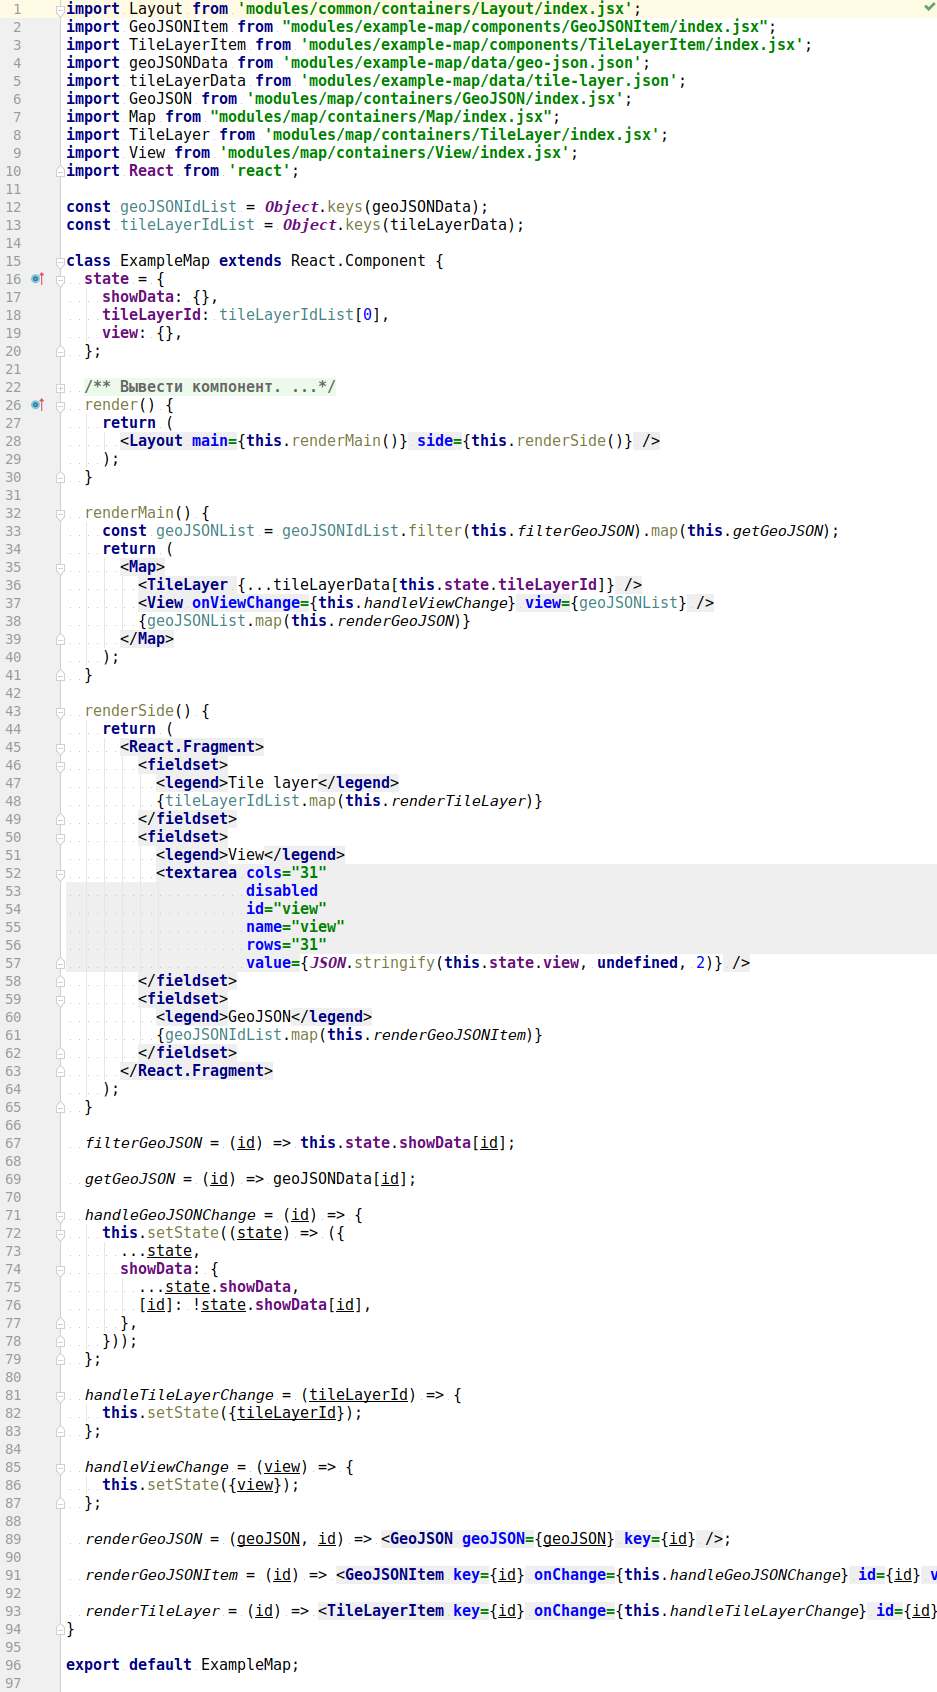 1 import Layout from 'modules/common/containers/Layout/index.jsx';
2 import GeoJSONItem from "modules/example-map/components/GeoJSONItem/index.jsx";
3 import TileLayerItem from 'modules/example-map/components/TileLayerItem/index.jsx';
4 import geoJSONData from 'modules/example-map/data/geo-json.json';
5 import tileLayerData from 'modules/example-map/data/tile-layer.json';
6 import GeoJSON from 'modules/map/containers/GeoJSON/index.jsx';
7 import Map from "modules/map/containers/Map/index.jsx";
8 import TileLayer from 'modules/map/containers/TileLayer/index.jsx';
9 import View from 'modules/map/containers/View/index.jsx';
10 import React from 'react';
11
12 const geoJSONIdList = Object.keys(geoJSONData);
13 const tileLayerIdList = Object.keys(tileLayerData);
14
15 class ExampleMap extends React.Component {
16   state = {
17     showData: {},
18     tileLayerId: tileLayerIdList[0],
19     view: {},
20   };
21
22   /** Вывести компонент. ...*/
26   render() {
27     return (
28       <Layout main={this.renderMain()} side={this.renderSide()} />
29     );
30   }
31
32   renderMain() {
33     const geoJSONList = geoJSONIdList.filter(this.filterGeoJSON).map(this.getGeoJSON);
34     return (
35       <Map>
36         <TileLayer {...tileLayerData[this.state.tileLayerId]} />
37         <View onViewChange={this.handleViewChange} view={geoJSONList} />
38         {geoJSONList.map(this.renderGeoJSON)}
39       </Map>
40     );
41   }
42
43   renderSide() {
44     return (
45       <React.Fragment>
46         <fieldset>
47           <legend>Tile layer</legend>
48           {tileLayerIdList.map(this.renderTileLayer)}
49         </fieldset>
50         <fieldset>
51           <legend>View</legend>
52           <textarea cols="31"
53                     disabled
54                     id="view"
55                     name="view"
56                     rows="31"
57                     value={JSON.stringify(this.state.view, undefined, 2)} />
58         </fieldset>
59         <fieldset>
60           <legend>GeoJSON</legend>
61           {geoJSONIdList.map(this.renderGeoJSONItem)}
62         </fieldset>
63       </React.Fragment>
64     );
65   }
66
67   filterGeoJSON = (id) => this.state.showData[id];
68
69   getGeoJSON = (id) => geoJSONData[id];
70
71   handleGeoJSONChange = (id) => {
72     this.setState((state) => ({
73       ...state,
74       showData: {
75         ...state.showData,
76         [id]: !state.showData[id],
77       },
78     }));
79   };
80
81   handleTileLayerChange = (tileLayerId) => {
82     this.setState({tileLayerId});
83   };
84
85   handleViewChange = (view) => {
86     this.setState({view});
87   };
88
89   renderGeoJSON = (geoJSON, id) => <GeoJSON geoJSON={geoJSON} key={id} />;
90
91   renderGeoJSONItem = (id) => <GeoJSONItem key={id} onChange={this.handleGeoJSONChange} id={id} v
92
93   renderTileLayer = (id) => <TileLayerItem key={id} onChange={this.handleTileLayerChange} id={id}
94 }
95
96 export default ExampleMap;
97